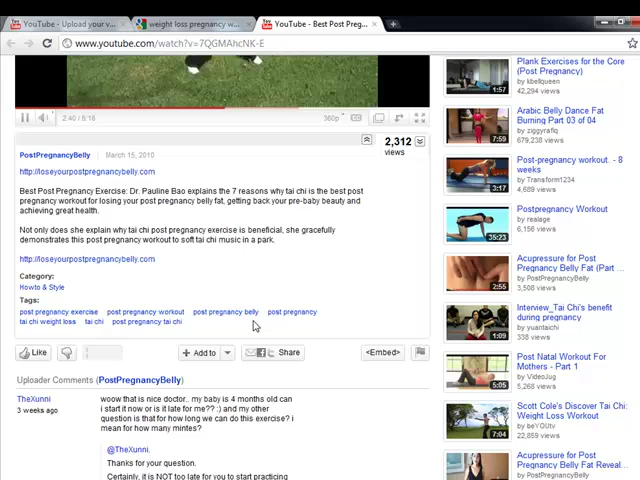 YouTube - Upload your v...
weight loss pregnancy w...
YouTube - Best Post Preg...
www.youtube.com/watch?v=7QGMAhcNK-E
2:40 / 6:16
360p
CC
2,312
views
PostPregnancyBelly
March 15, 2010
http://loseyourpostpregnancybelly.com
Best Post Pregnancy Exercise: Dr. Pauline Bao explains the 7 reasons why tai chi is the best post
pregnancy workout for losing your post pregnancy belly fat, getting back your pre-baby beauty and
achieving great health.
Not only does she explain why tai chi post pregnancy exercise is beneficial, she gracefully
demonstrates this post pregnancy workout to soft tai chi music in a park.
http://loseyourpostpregnancybelly.com
Category:
Howto & Style
Tags:
post pregnancy exercise post pregnancy workout post pregnancy belly post pregnancy
tai chi weight loss tai chi post pregnancy tai chi
Like
Add to
Share
<Embed>
Uploader Comments (PostPregnancyBelly)
TheXunni
3 weeks ago
woow that is nice doctor.. my baby is 4 months old can
i start it now or is it late for me?? :) and my other
question is that for how long we can do this exercise? i
mean for how many mintes?
@TheXunni.
Thanks for your question.
Certainly, it is NOT too late for you to start practicing
Plank Exercises for the Core
(Post Pregnancy)
by kbellqueen
42,294 views
1:57
Arabic Belly Dance Fat
Burning Part 03 of 04
by ziggyrafiq
679,238 views
7:59
Post-pregnancy workout. - 8
weeks
by Transform1234
4,689 views
3:17
Postpregnancy Workout
by realage
6,156 views
35:23
Acupressure for Post
Pregnancy Belly Fat (Part ...
by PostPregnancyBelly
3,508 views
2:55
Interview_Tai Chi's benefit
during pregnancy
by yuantaichi
338 views
1:09
Post Natal Workout For
Mothers - Part 1
by VideoJug
5,268 views
5:05
Scott Cole's Discover Tai Chi:
Weight Loss Workout
by beYOUtv
22,859 views
7:04
Acupressure for Post
Pregnancy Belly Fat Reveal...
by PostPregnancyBelly